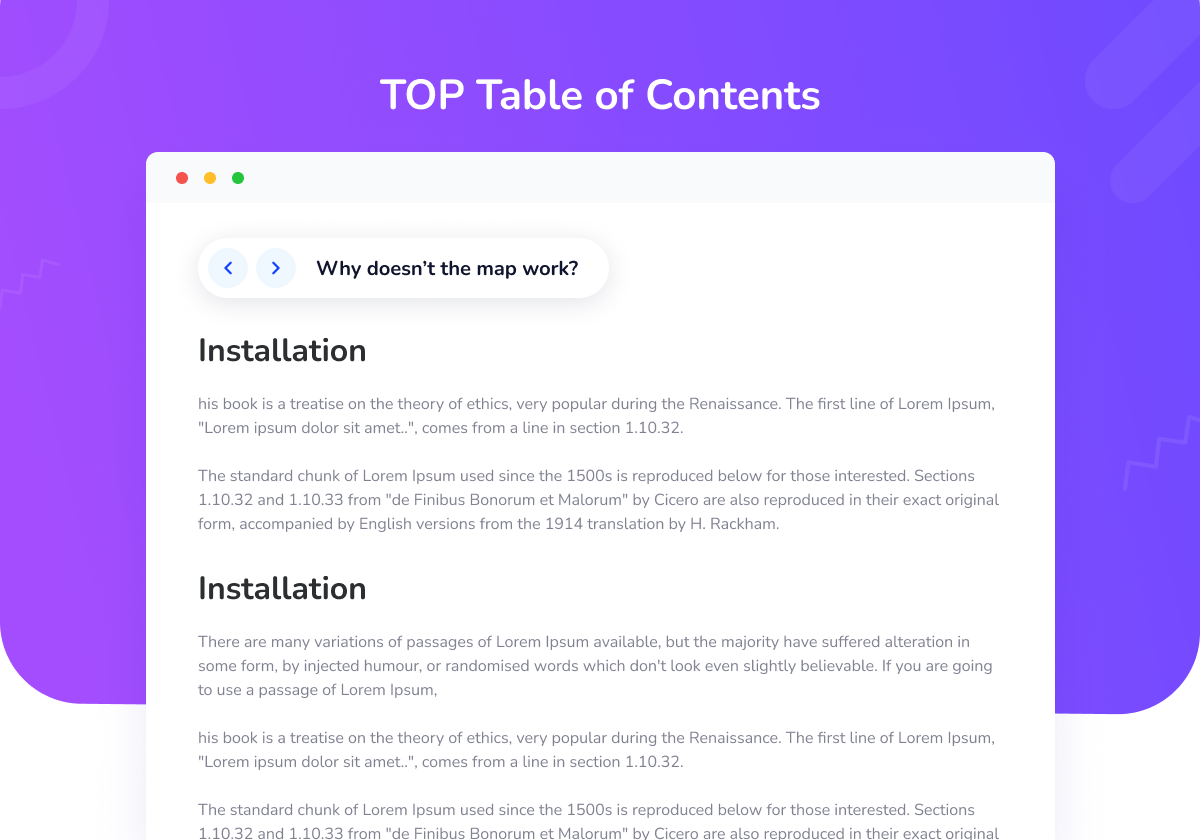 TOP Table of Contents
Why doesn’t the map work?
Installation
his book is a treatise on the theory of ethics, very popular during the Renaissance. The first line of Lorem Ipsum,
"Lorem ipsum dolor sit amet..", comes from a line in section 1.10.32.
The standard chunk of Lorem Ipsum used since the 1500s is reproduced below for those interested. Sections
1.10.32 and 1.10.33 from "de Finibus Bonorum et Malorum" by Cicero are also reproduced in their exact original
form, accompanied by English versions from the 1914 translation by H. Rackham.
Installation
There are many variations of passages of Lorem Ipsum available, but the majority have suffered alteration in
some form, by injected humour, or randomised words which don't look even slightly believable. If you are going
to use a passage of Lorem Ipsum,
his book is a treatise on the theory of ethics, very popular during the Renaissance. The first line of Lorem Ipsum,
"Lorem ipsum dolor sit amet..", comes from a line in section 1.10.32.
The standard chunk of Lorem Ipsum used since the 1500s is reproduced below for those interested. Sections
1.10.32 and 1.10.33 from "de Finibus Bonorum et Malorum" by Cicero are also reproduced in their exact original